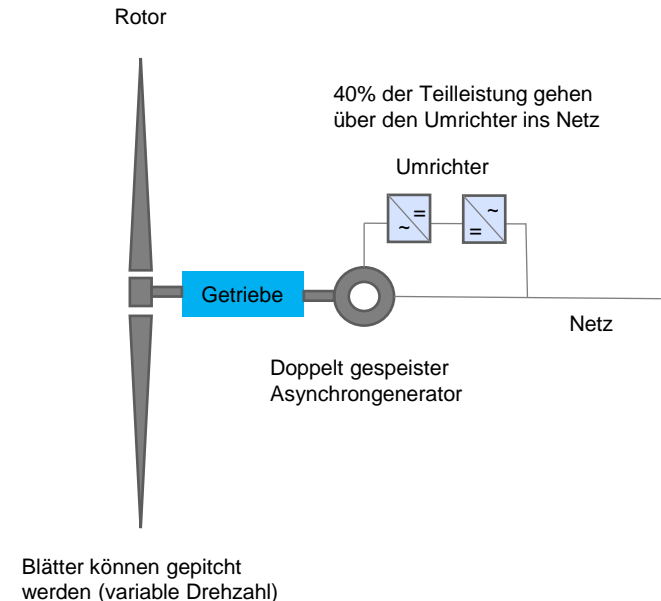 Rotor
40% der Teilleistung gehen
über den Umrichter ins Netz
Umrichter
=
~
~
=
Getriebe
Netz
Doppelt gespeister
Asynchrongenerator
Blätter können gepitcht
werden (variable Drehzahl)